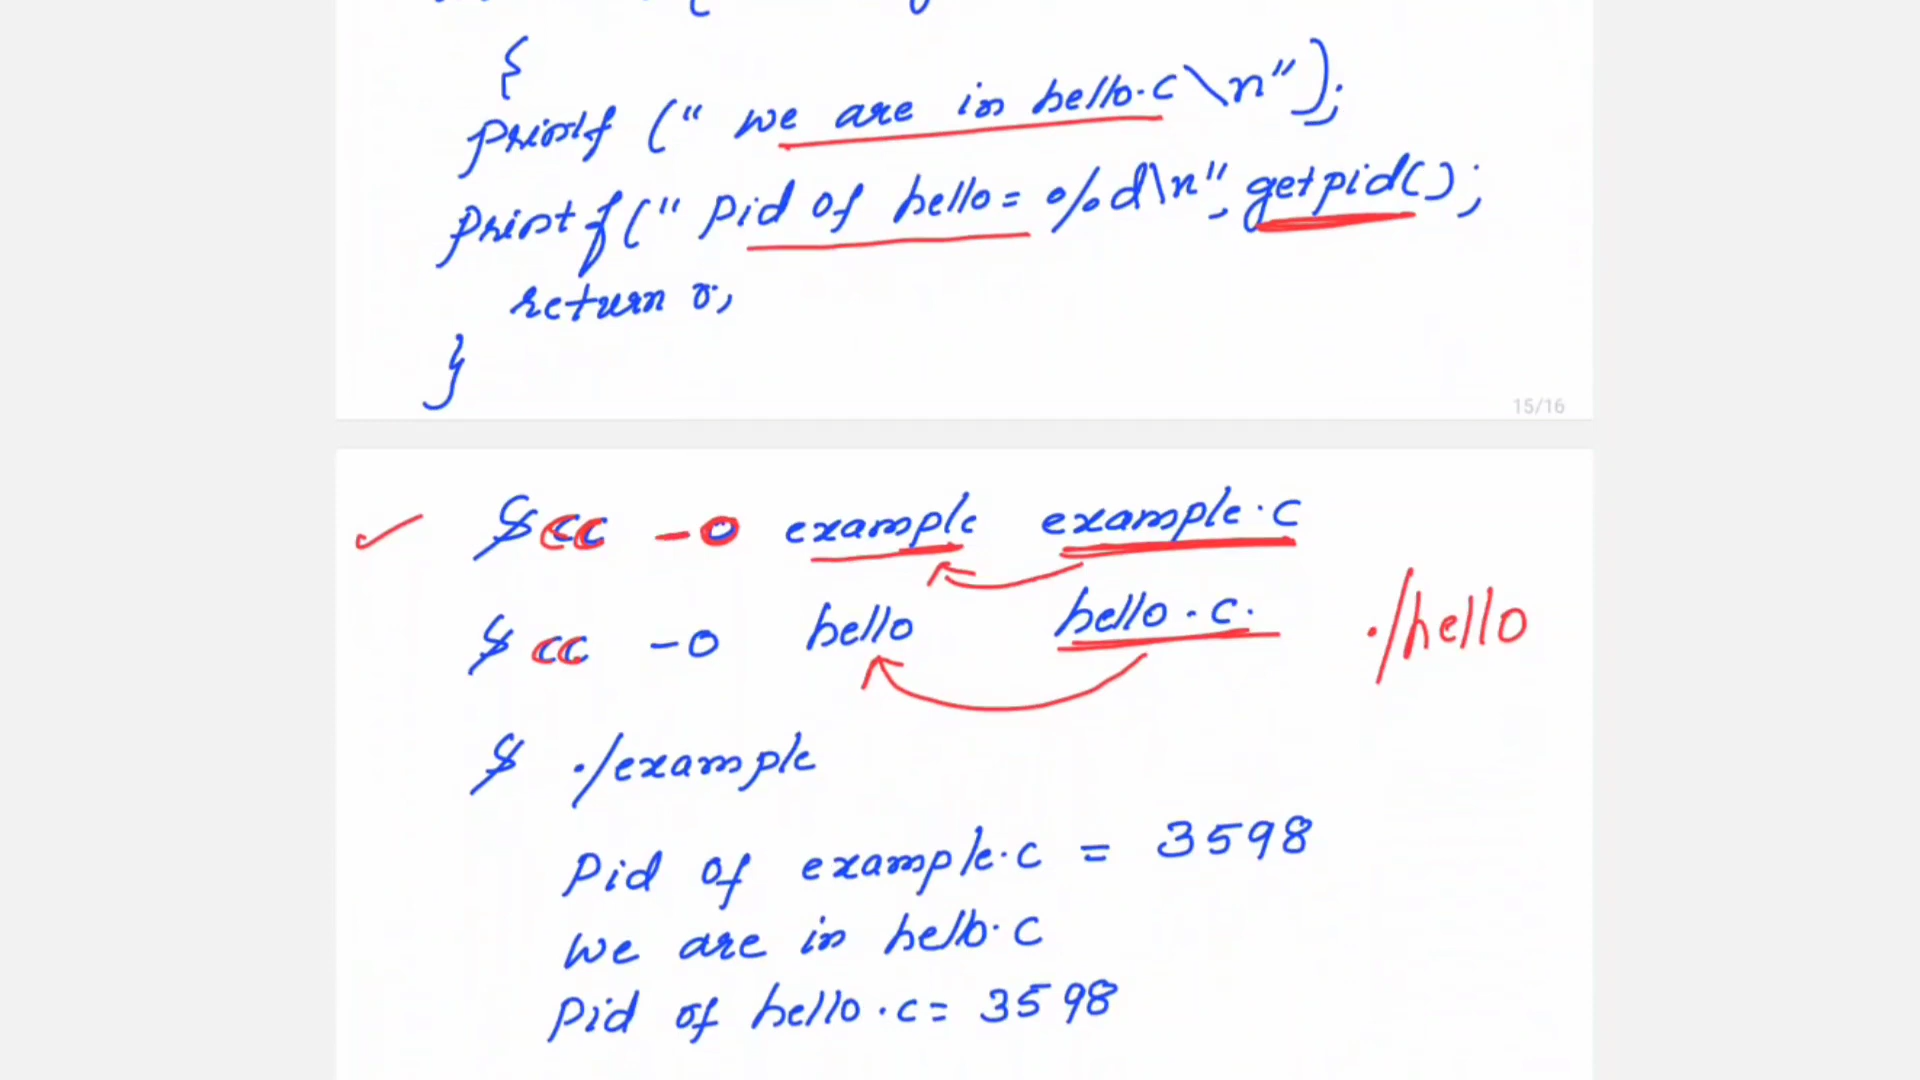 {
printf (" we are in hello.c\n");
printf(" pid of hello= %d\n", getpid();
return 0;
}
15/16
$cc -o example example.c
$ cc -o hello hello.c. ./hello
$ ./example
Pid of example.c = 3598
we are in hello.c
Pid of hello.c= 3598